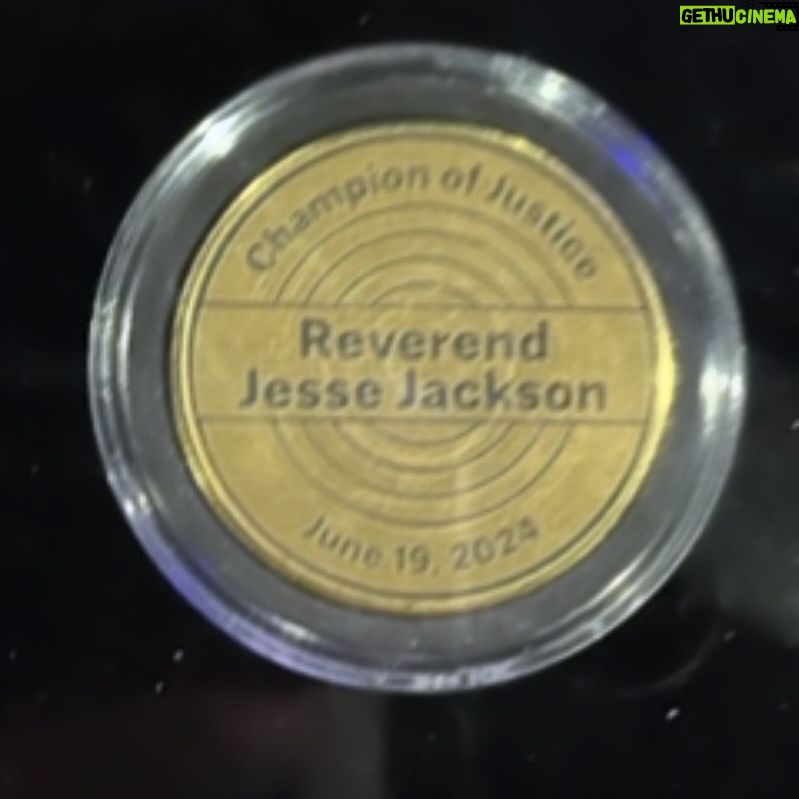 GETHUCINEMA
Champion of Justice
Reverend
Jesse Jackson
June 19, 2024